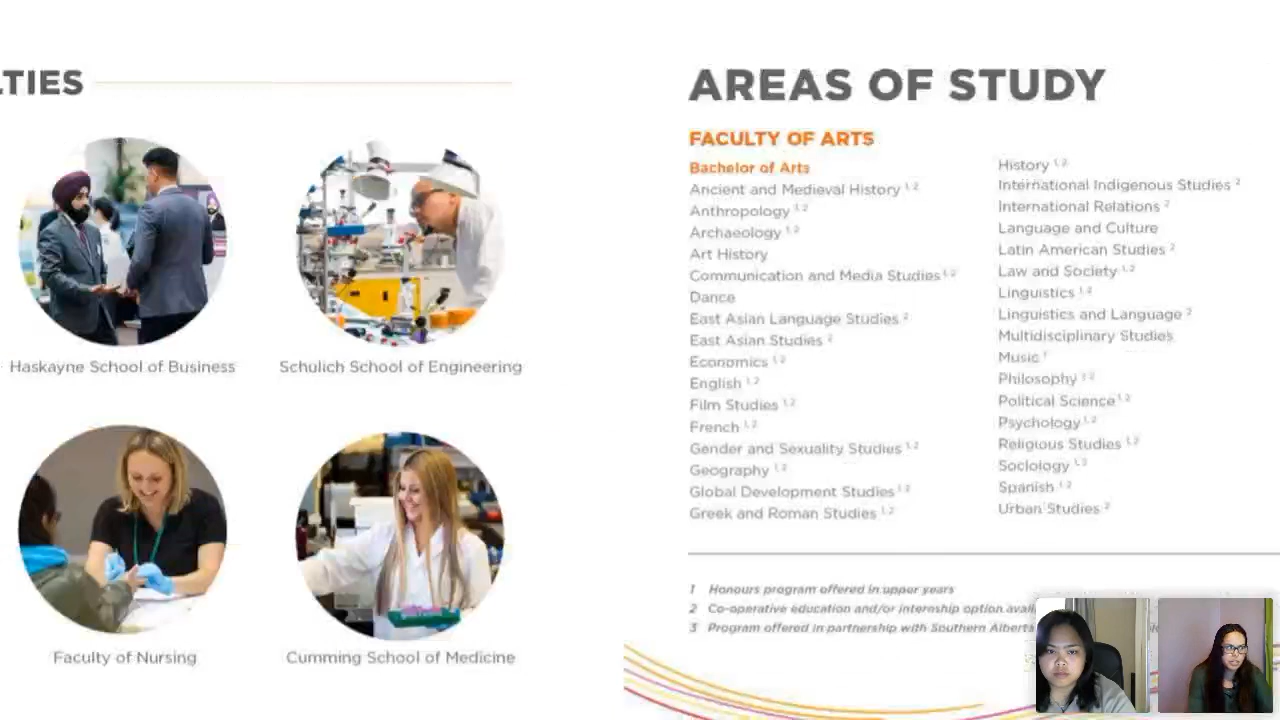 LTIES
Haskayne School of Business
Schulich School of Engineering
Faculty of Nursing
Cumming School of Medicine
AREAS OF STUDY
FACULTY OF ARTS
Bachelor of Arts
Ancient and Medieval History 1, 2
Anthropology 1, 2
Archaeology 1, 2
Art History
Communication and Media Studies 1, 2
Dance
East Asian Language Studies 2
East Asian Studies 2
Economics 1, 2
English 1, 2
Film Studies 1, 2
French 1, 2
Gender and Sexuality Studies 1, 2
Geography 1, 2
Global Development Studies 1, 2
Greek and Roman Studies 1, 2
History 1, 2
International Indigenous Studies 2
International Relations 2
Language and Culture
Latin American Studies 2
Law and Society 1, 2
Linguistics 1, 2
Linguistics and Language 2
Multidisciplinary Studies
Music 1
Philosophy 1, 2
Political Science 1, 2
Psychology 1, 2
Religious Studies 1, 2
Sociology 1, 2
Spanish 1, 2
Urban Studies 2
1 Honours program offered in upper years
2 Co-operative education and/or internship option
3 Program offered in partnership with Southern Alberta